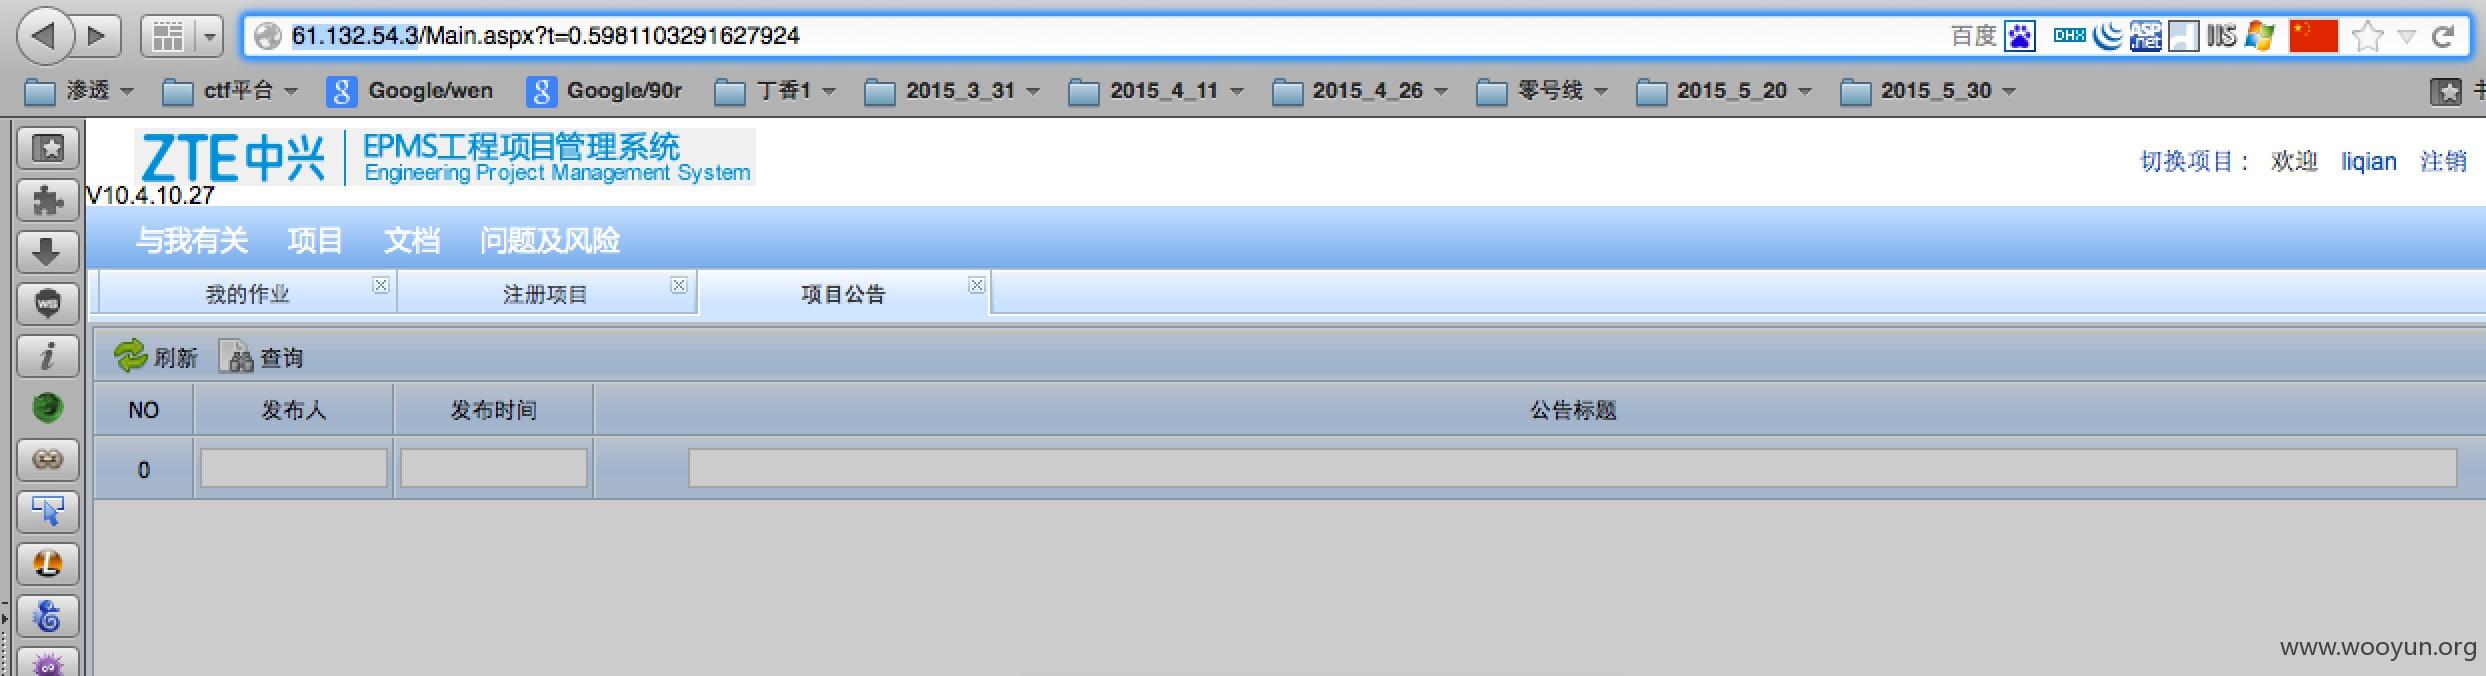 61.132.54.3/Main.aspx?t=0.5981103291627924 百度 DHX ASP .net IIS
渗透 ctf平台 Google/wen Google/90r 丁香1 2015_3_31 2015_4_11 2015_4_26 零号线 2015_5_20 2015_5_30
ZTE中兴 EPMS工程项目管理系统
Engineering Project Management System
切换项目： 欢迎 liqian 注销
V10.4.10.27
与我有关 项目 文档 问题及风险
我的作业 注册项目 项目公告
刷新 查询
NO 发布人 发布时间 公告标题
0
www.wooyun.org